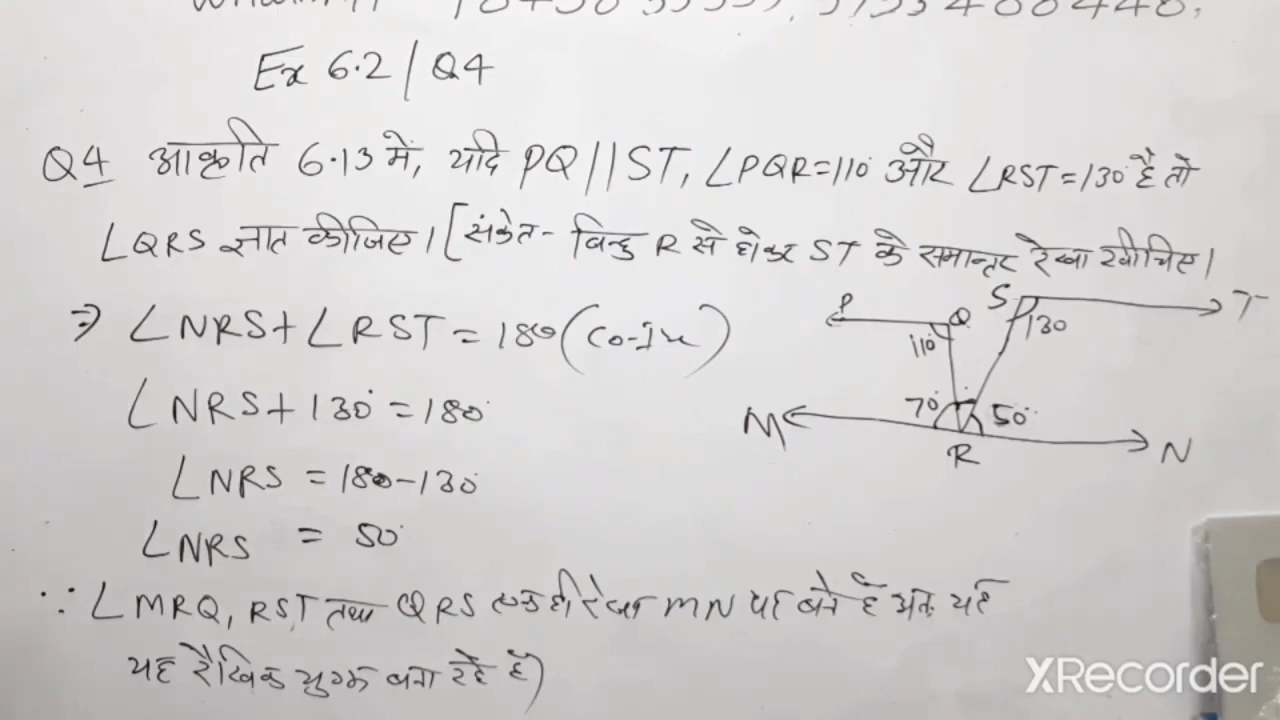 Ex 6.2 / Q4
Q4 आकृति 6.13 में, यदि PQ || ST, ∠PQR=110° और ∠RST=130° है तो
∠QRS ज्ञात कीजिए। [संकेत - बिन्दु R से होकर ST के समान्तर रेखा खीचिए।
⇒ ∠NRS + ∠RST = 180 (Co-In)
∠NRS + 130° = 180°
∠NRS = 180 - 130°
∠NRS = 50°
∵ ∠MRQ, RST, तथा QRS एक ही रेखा MN पर बने है अतः यह
यह रैखिक युग्म बना रहे है)
P
Q
S
T
110°
130
70°
50°
M
R
N
XRecorder